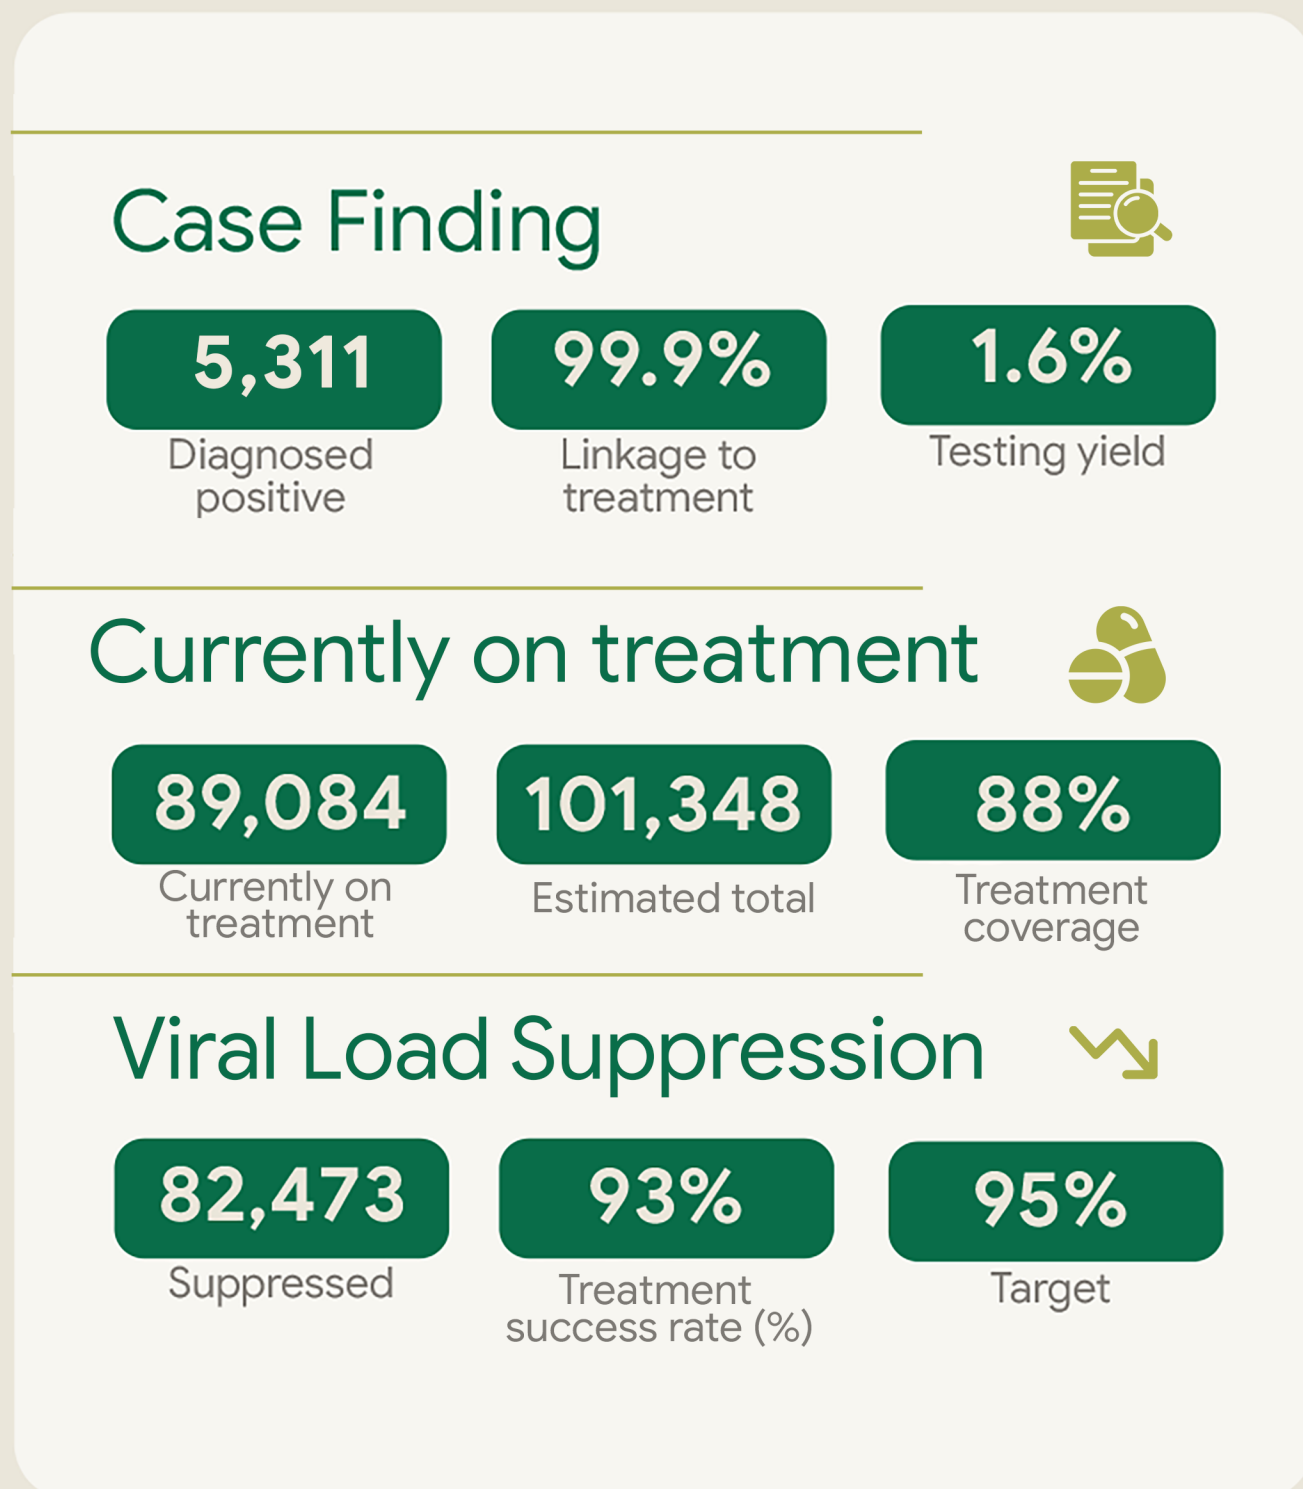 Case Finding
5,311
99.9%
1.6%
Diagnosed
positive
Linkage to
treatment
Testing yield
Currently on treatment
89,084
101,348
88%
Currently on
treatment
Estimated total
Treatment
coverage
Viral Load Suppression
82,473
93%
95%
Suppressed
Treatment
success rate (%)
Target